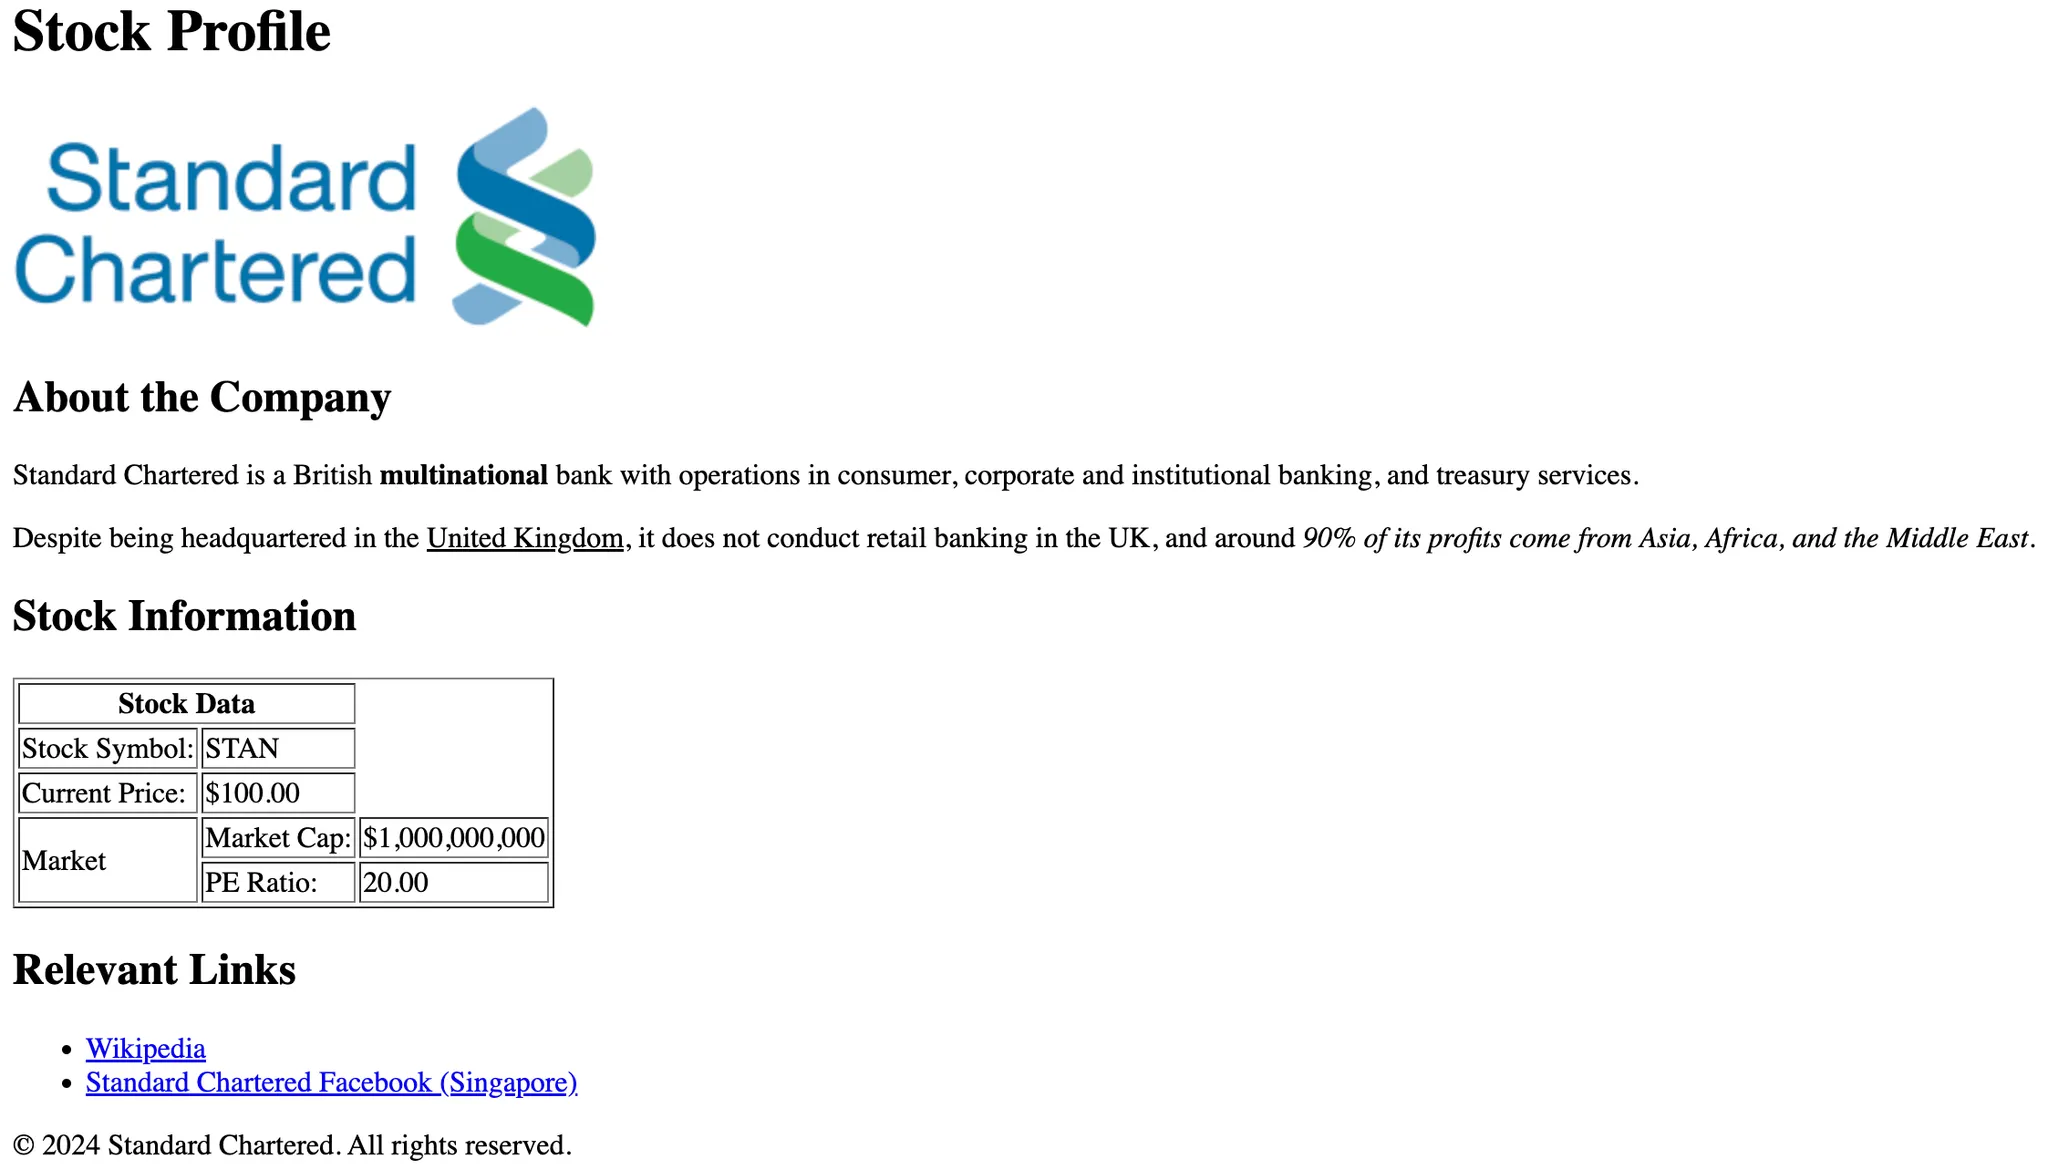 Stock Profile
Standard
Chartered
About the Company
Standard Chartered is a British multinational bank with operations in consumer, corporate and institutional banking, and treasury services.
Despite being headquartered in the United Kingdom, it does not conduct retail banking in the UK, and around 90% of its profits come from Asia, Africa, and the Middle East.
Stock Information
Stock Data
Stock Symbol: STAN
Current Price: $100.00
Market
Market Cap: $1,000,000,000
PE Ratio: 20.00
Relevant Links
• Wikipedia
• Standard Chartered Facebook (Singapore)
© 2024 Standard Chartered. All rights reserved.